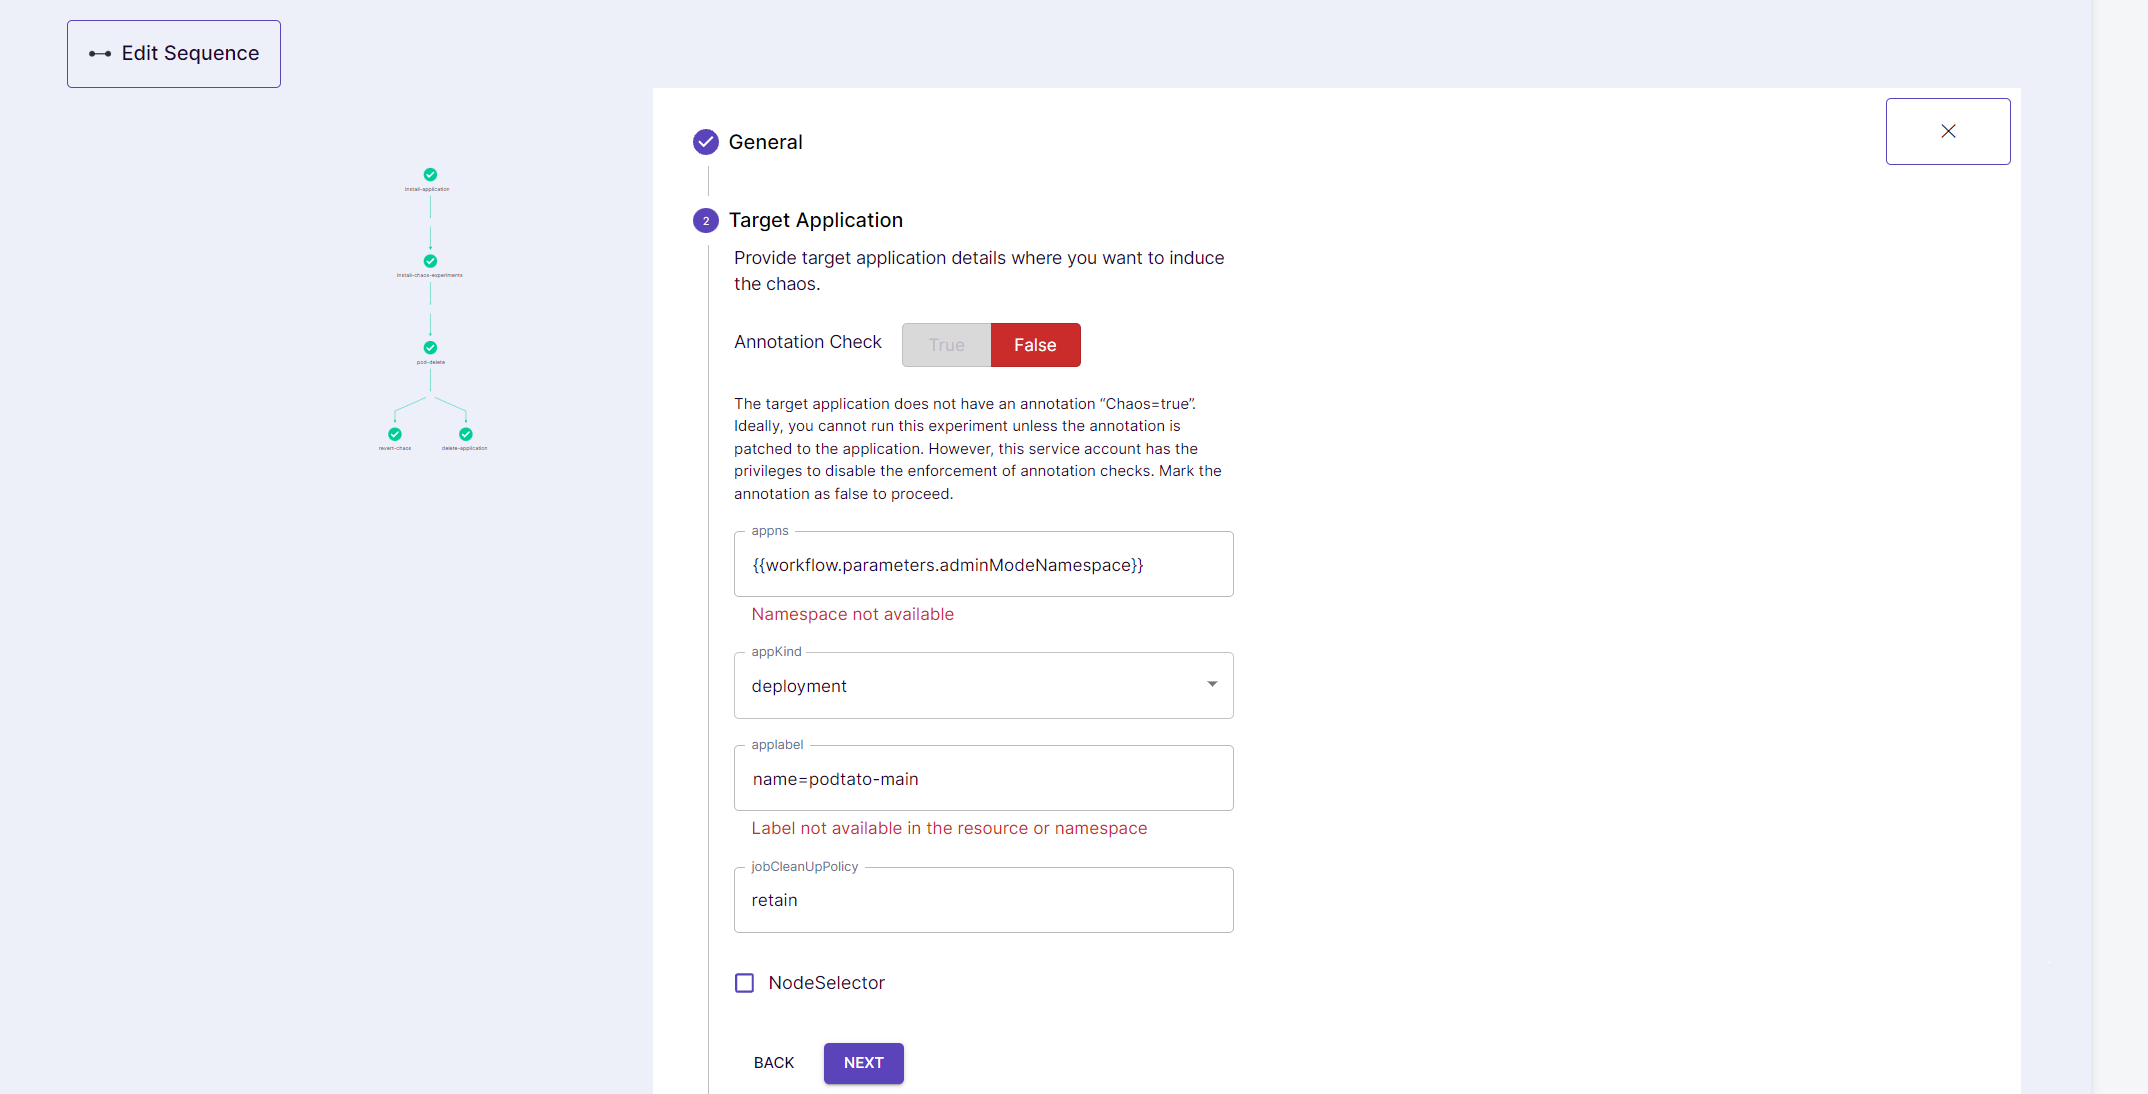 Edit Sequence
install-application
install-chaos-experiments
pod-delete
revert-chaos
delete-application
General
2
Target Application
Provide target application details where you want to induce
the chaos.
Annotation Check
True
False
The target application does not have an annotation “Chaos=true”.
Ideally, you cannot run this experiment unless the annotation is
patched to the application. However, this service account has the
privileges to disable the enforcement of annotation checks. Mark the
annotation as false to proceed.
appns
{{workflow.parameters.adminModeNamespace}}
Namespace not available
appKind
deployment
applabel
name=podtato-main
Label not available in the resource or namespace
jobCleanUpPolicy
retain
NodeSelector
BACK
NEXT